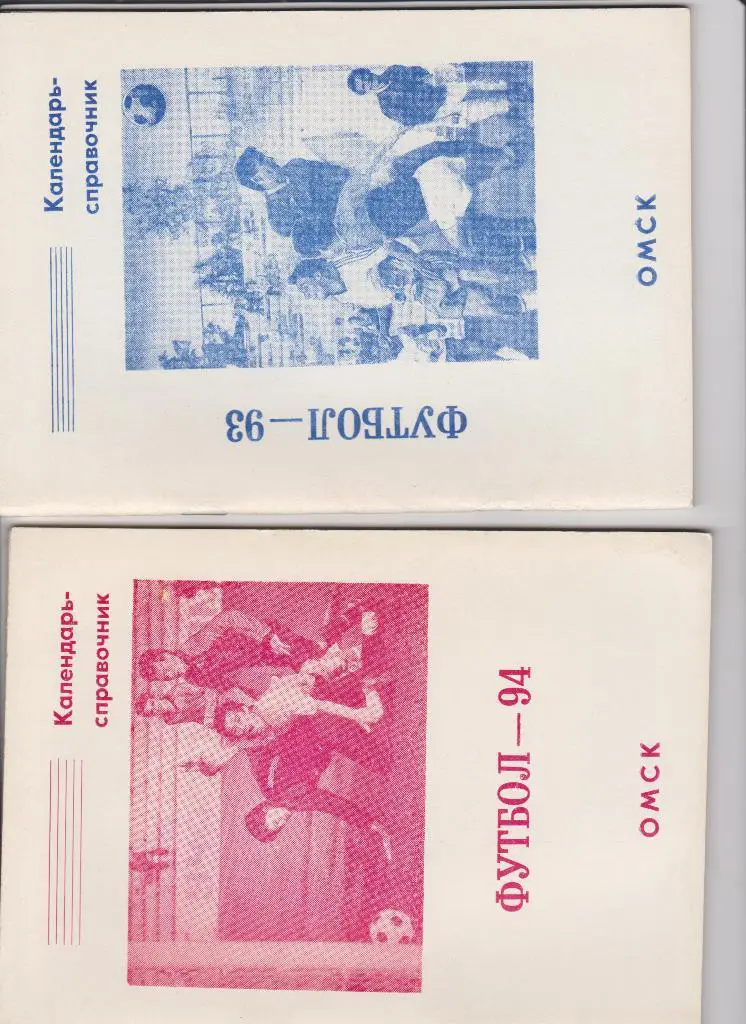 Календарь-
справочник
ФУТБОЛ — 93
ОМСК
Календарь-
справочник
ФУТБОЛ — 94
ОМСК